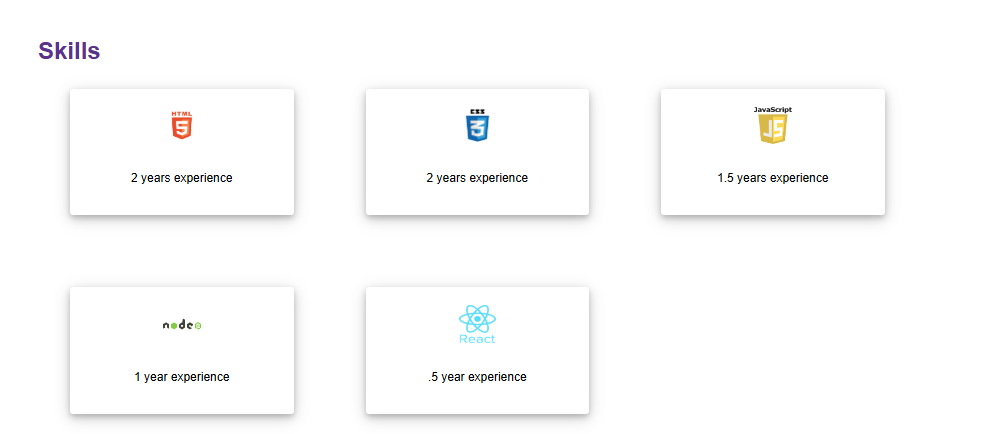 Skills
HTML
5
2 years experience
CSS
3
2 years experience
JavaScript
JS
1.5 years experience
node
1 year experience
React
.5 year experience